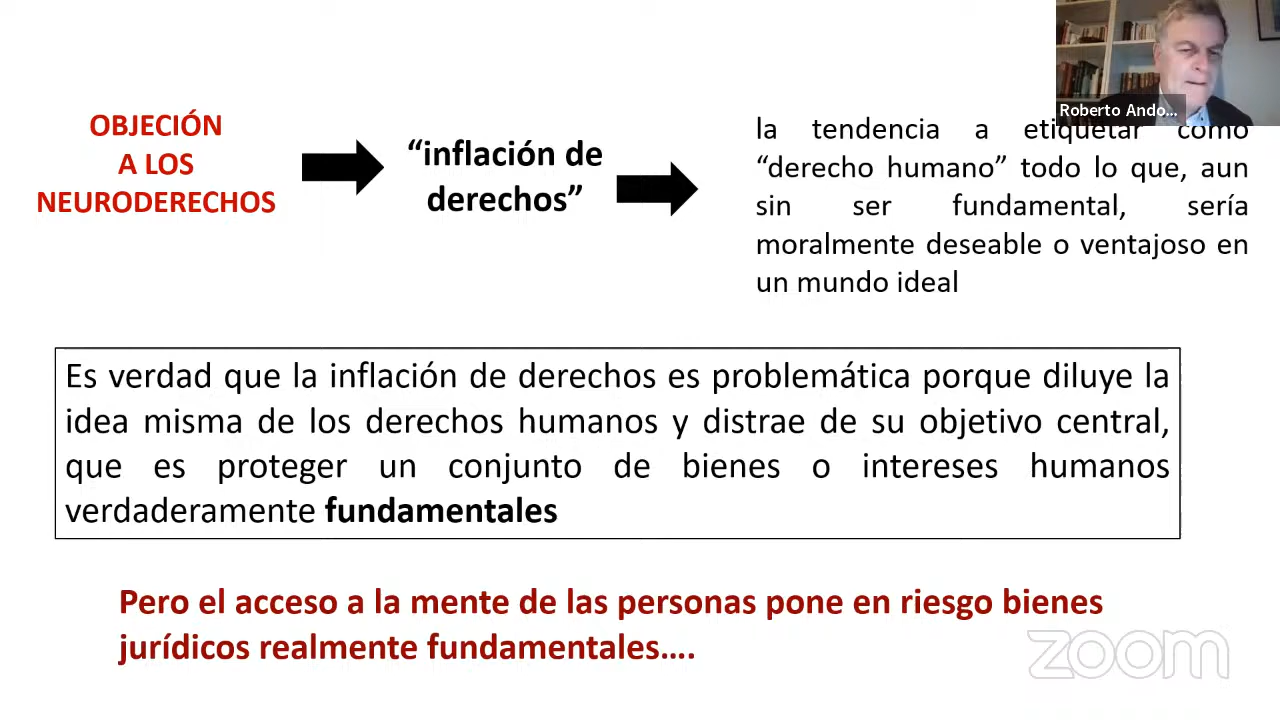 OBJECIÓN
A LOS
NEURODERECHOS
“inflación de
derechos”
la tendencia a etiquetar como
“derecho humano” todo lo que, aun
sin ser fundamental, sería
moralmente deseable o ventajoso en
un mundo ideal
Roberto Ando...
Es verdad que la inflación de derechos es problemática porque diluye la
idea misma de los derechos humanos y distrae de su objetivo central,
que es proteger un conjunto de bienes o intereses humanos
verdaderamente fundamentales
Pero el acceso a la mente de las personas pone en riesgo bienes
jurídicos realmente fundamentales....
zoom